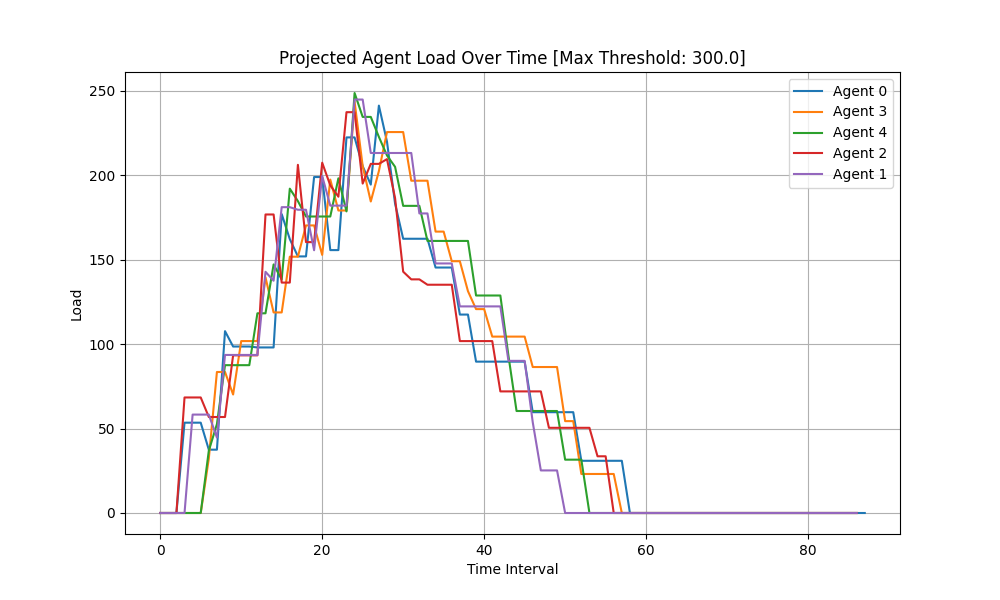 Projected Agent Load Over Time [Max Threshold: 300.0]
Load
250
200
150
100
50
0
0 20 40 60 80
Time Interval
Agent 0
Agent 3
Agent 4
Agent 2
Agent 1